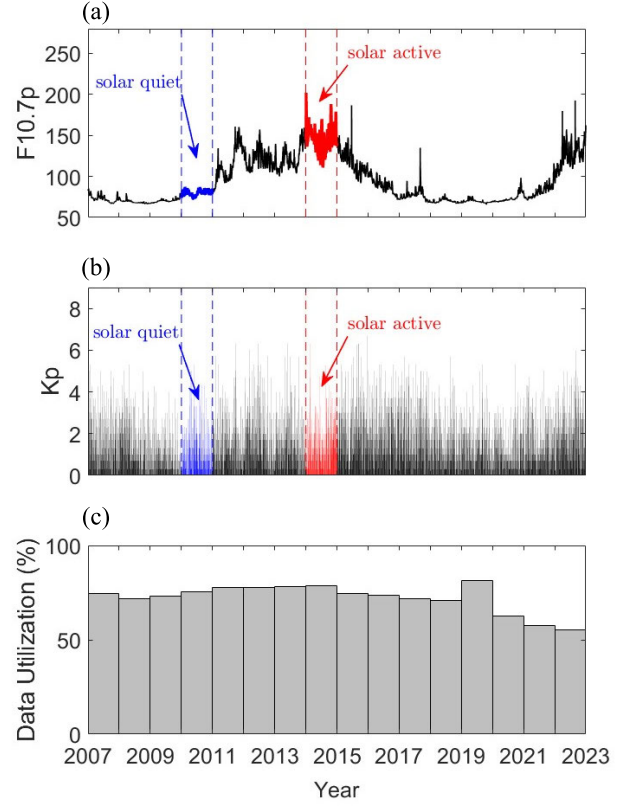 (a)
F10.7p
250
200
150
100
50
solar quiet
solar active
(b)
Kp
8
6
4
2
0
solar quiet
solar active
(c)
Data Utilization (%)
100
50
0
2007 2009 2011 2013 2015 2017 2019 2021 2023
Year